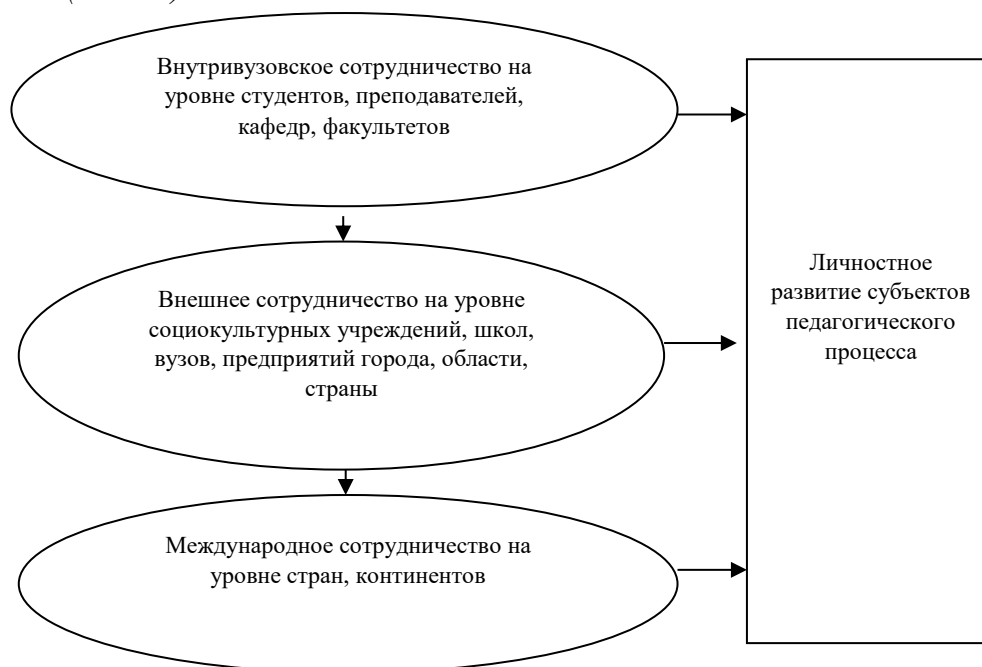 Внутривузовское сотрудничество на
уровне студентов, преподавателей,
кафедр, факультетов
Внешнее сотрудничество на уровне
социокультурных учреждений, школ,
вузов, предприятий города, области,
страны
Международное сотрудничество на
уровне стран, континентов
Личностное
развитие субъектов
педагогического
процесса